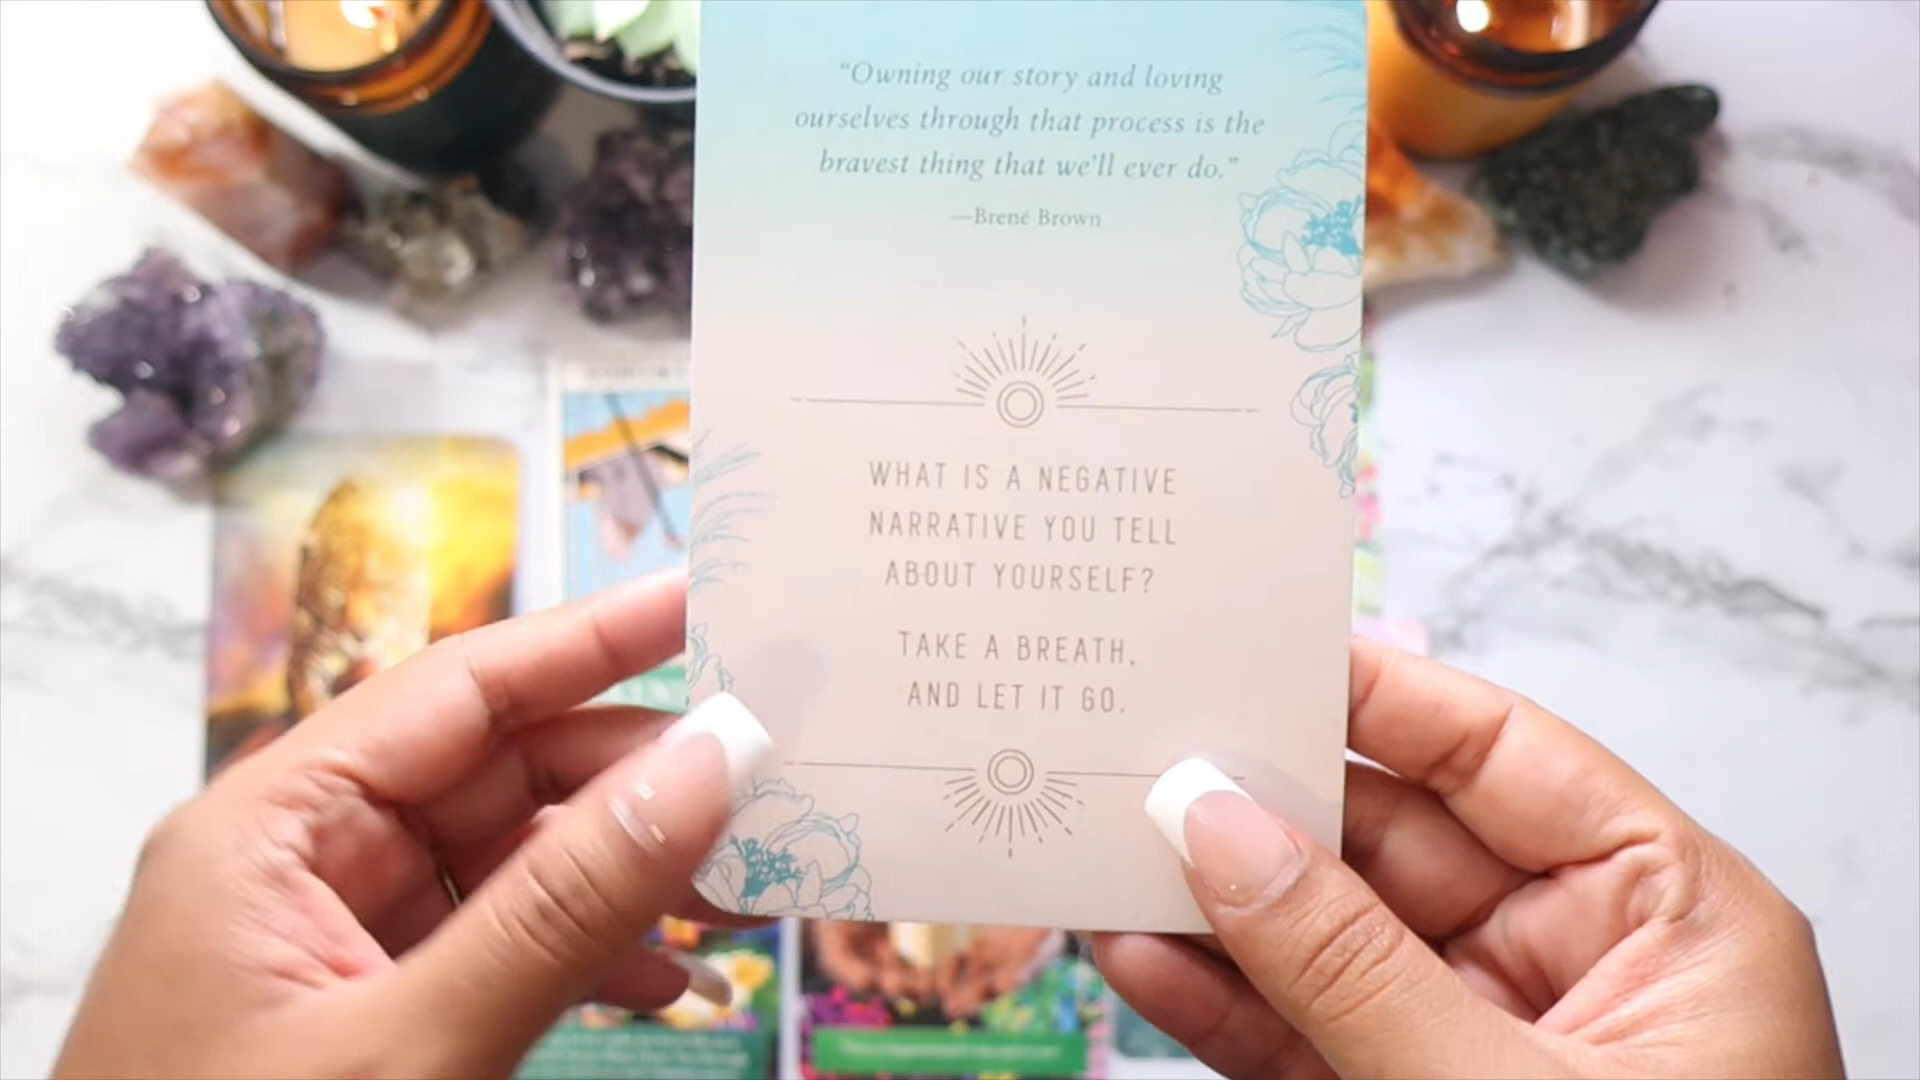 “Owning our story and loving
ourselves through that process is the
bravest thing that we'll ever do.”
—Brené Brown
WHAT IS A NEGATIVE
NARRATIVE YOU TELL
ABOUT YOURSELF?
TAKE A BREATH,
AND LET IT GO.